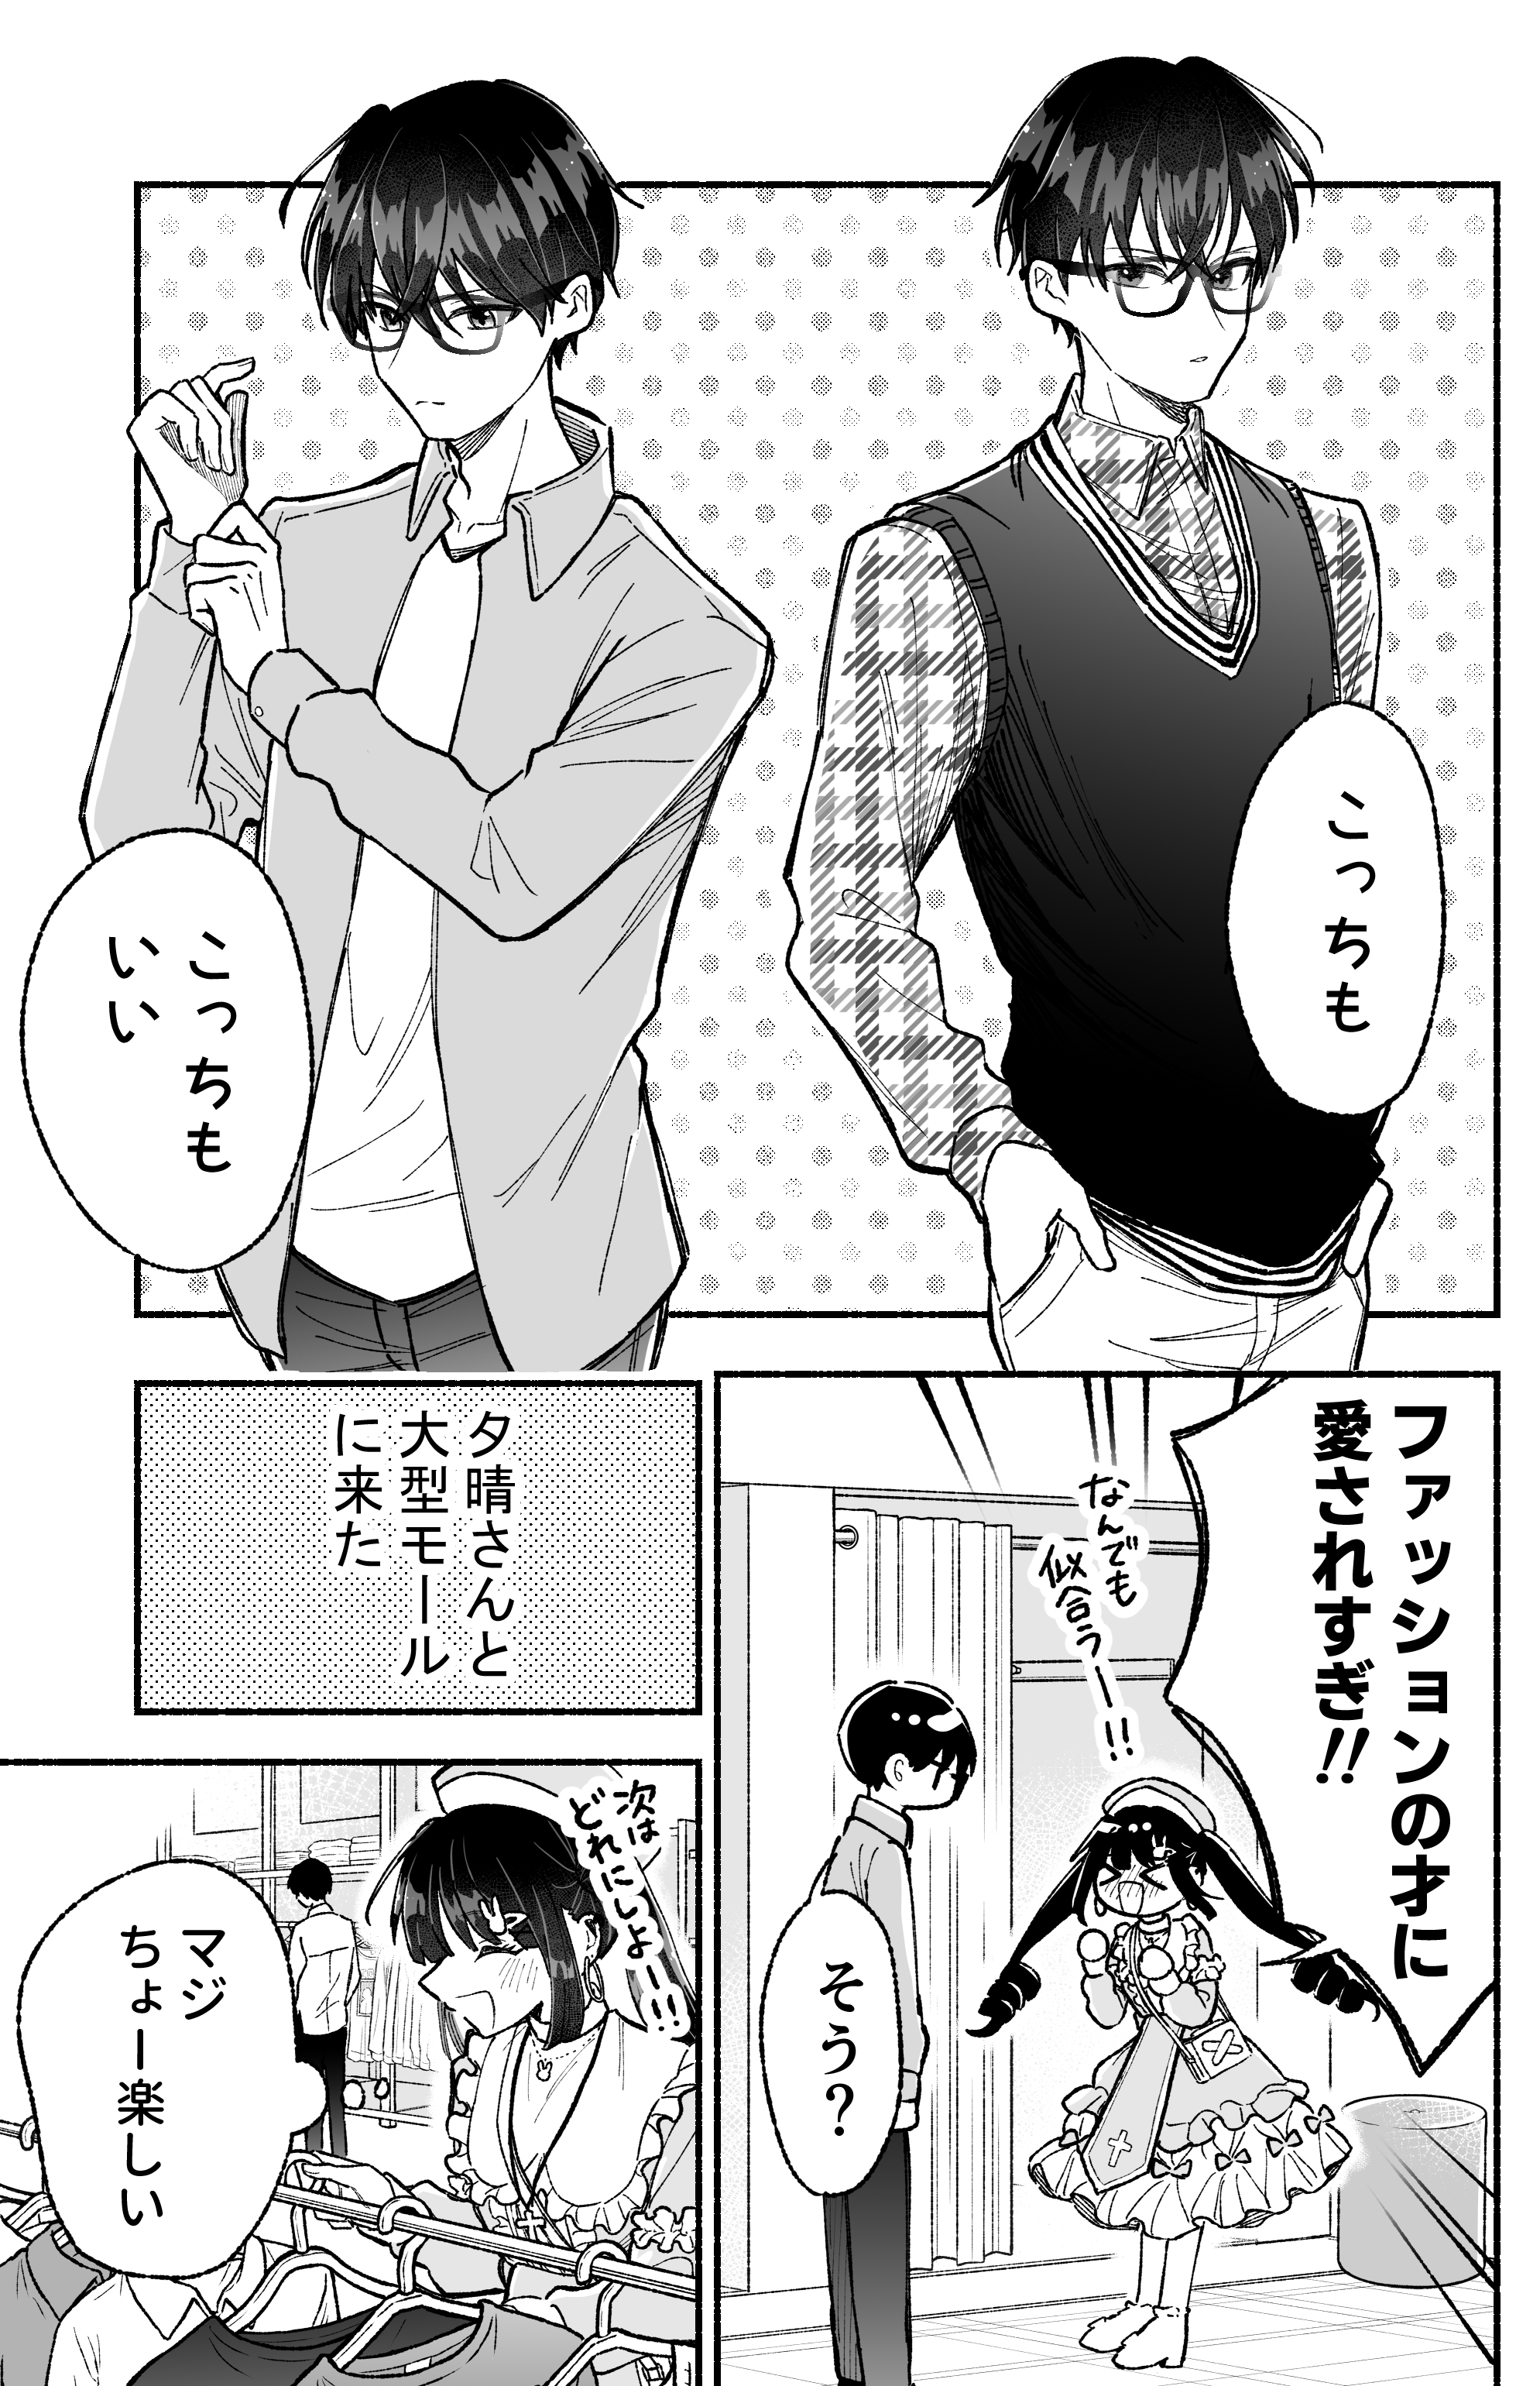 こっちも
こっちも
いい
ファッションの才に
愛されすぎ!!
なんでも
似合うー!!
そう?
夕晴さんと
大型モール
に来た
次は
どれにしよー!!
マジ
ちょー楽しい